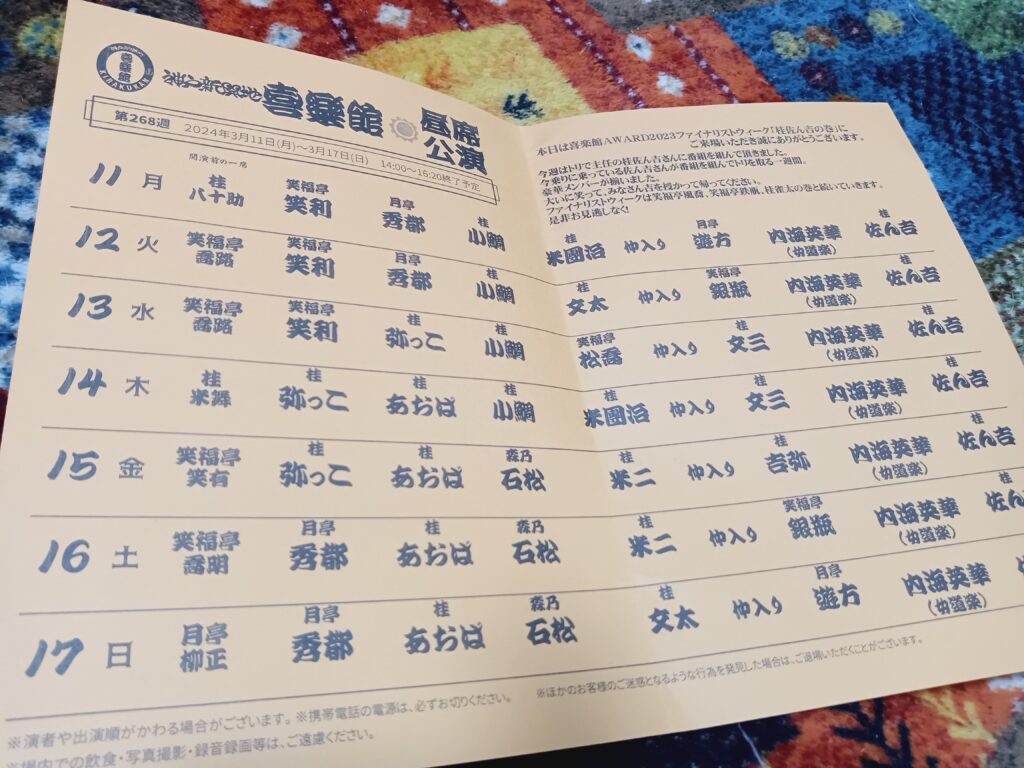 喜楽館
KIRAKUKAN
神戸新開地 喜楽館 昼席公演
第268週 2024年3月11日(月)〜3月17日(日) 14:00〜16:20終了予定
開演前の一席
本日は喜楽館AWARD2023ファイナリストウィーク「桂佐ん吉の巻」に
ご来場いただき誠にありがとうございます。
今週はトリで主任の桂佐ん吉さんに番組を組んで頂きました。
今乗りに乗っている佐ん吉さんが番組を組んでトリを取る一週間。
豪華メンバーが揃いました。
大いに笑って、みなさん吉を授かって帰ってください。
ファイナリストウィークは笑福亭風喬、笑福亭鉄瓶、桂雀太の巻と続いていきます。
是非お見逃しなく!
11 月 桂八十助 笑福亭笑利 月亭秀都 桂小鯛 桂米團治 仲入り 月亭遊方 内海英華(女道楽) 桂佐ん吉
12 火 笑福亭喬路 笑福亭笑利 月亭秀都 桂小鯛 桂文太 仲入り 笑福亭銀瓶 内海英華(女道楽) 桂佐ん吉
13 水 笑福亭喬路 笑福亭笑利 桂弥っこ 桂小鯛 笑福亭松喬 仲入り 桂文三 内海英華(女道楽) 桂佐ん吉
14 木 桂米舞 桂弥っこ 桂あおば 桂小鯛 桂米團治 仲入り 桂文三 内海英華(女道楽) 桂佐ん吉
15 金 笑福亭笑有 桂弥っこ 桂あおば 森乃石松 桂米二 仲入り 桂吉弥 内海英華(女道楽) 桂佐ん吉
16 土 笑福亭喬明 月亭秀都 桂あおば 森乃石松 桂米二 仲入り 笑福亭銀瓶 内海英華(女道楽) 桂佐ん
17 日 月亭柳正 月亭秀都 桂あおば 森乃石松 桂文太 仲入り 月亭遊方 内海英華(女道楽)
※演者や出演順がかわる場合がございます。※携帯電話の電源は、必ずお切りください。 ※ほかのお客様のご迷惑となるような行為を発見した場合は、ご退場いただくことがございます。
※場内での飲食・写真撮影・録音録画等は、ご遠慮ください。